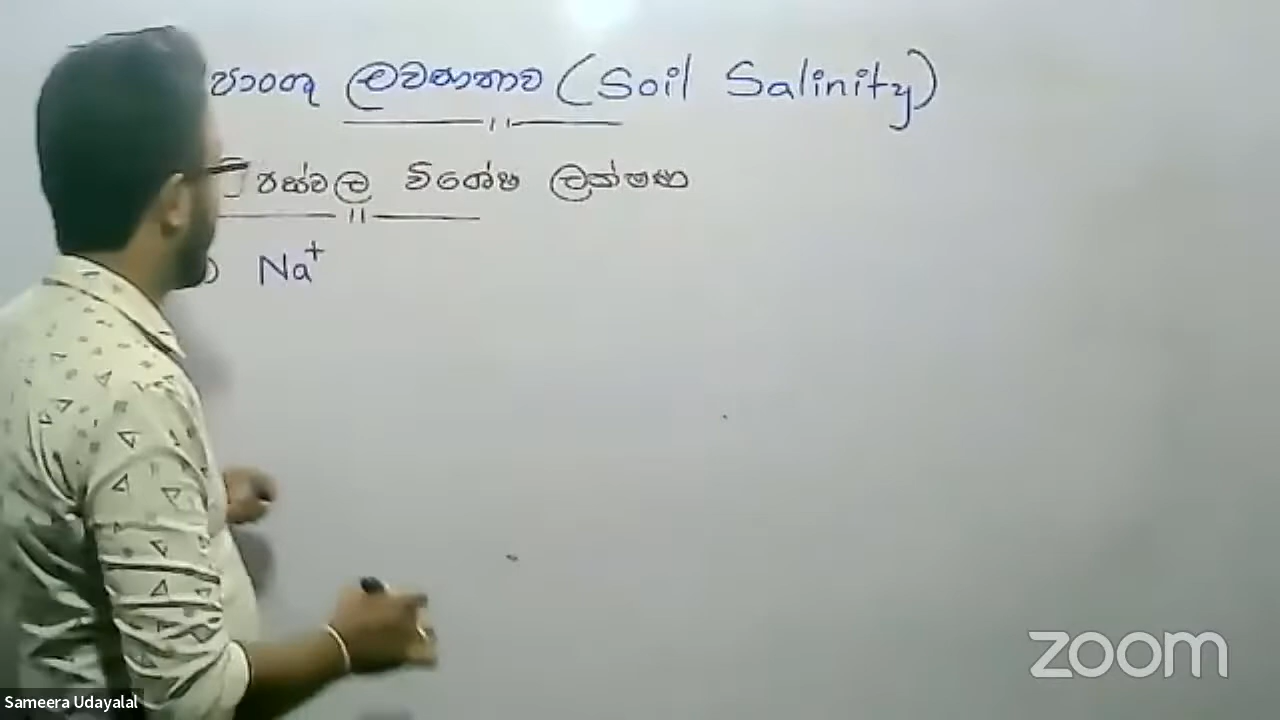 පාංශු ලවණතාව (Soil Salinity)
විශේෂ ලක්ෂණ
Na⁺
zoom
Sameera Udayalal